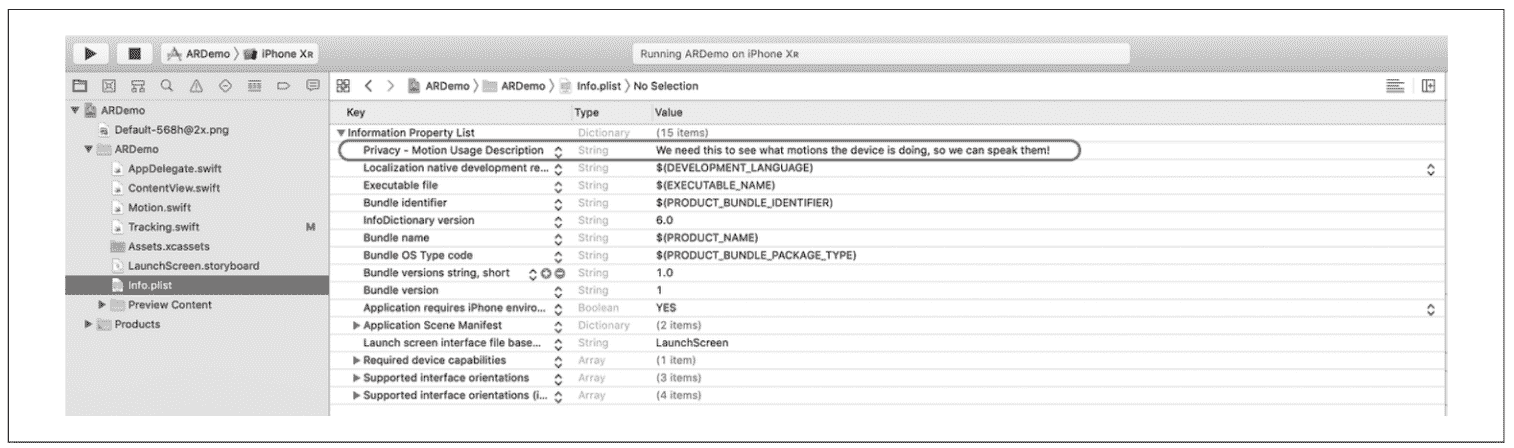 ARDemo 〉 iPhone XR
Running ARDemo on iPhone XR
ARDemo 〉 ARDemo 〉 Info.plist 〉 No Selection
ARDemo
Default-568h@2x.png
ARDemo
AppDelegate.swift
ContentView.swift
Motion.swift
Tracking.swift M
Assets.xcassets
LaunchScreen.storyboard
Info.plist
Preview Content
Products
Key Type Value
Information Property List Dictionary (15 items)
Privacy - Motion Usage Description String We need this to see what motions the device is doing, so we can speak them!
Localization native development re... String $(DEVELOPMENT_LANGUAGE)
Executable file String $(EXECUTABLE_NAME)
Bundle identifier String $(PRODUCT_BUNDLE_IDENTIFIER)
InfoDictionary version String 6.0
Bundle name String $(PRODUCT_NAME)
Bundle OS Type code String $(PRODUCT_BUNDLE_PACKAGE_TYPE)
Bundle versions string, short String 1.0
Bundle version String 1
Application requires iPhone enviro... Boolean YES
Application Scene Manifest Dictionary (2 items)
Launch screen interface file base... String LaunchScreen
Required device capabilities Array (1 item)
Supported interface orientations Array (3 items)
Supported interface orientations (i... Array (4 items)